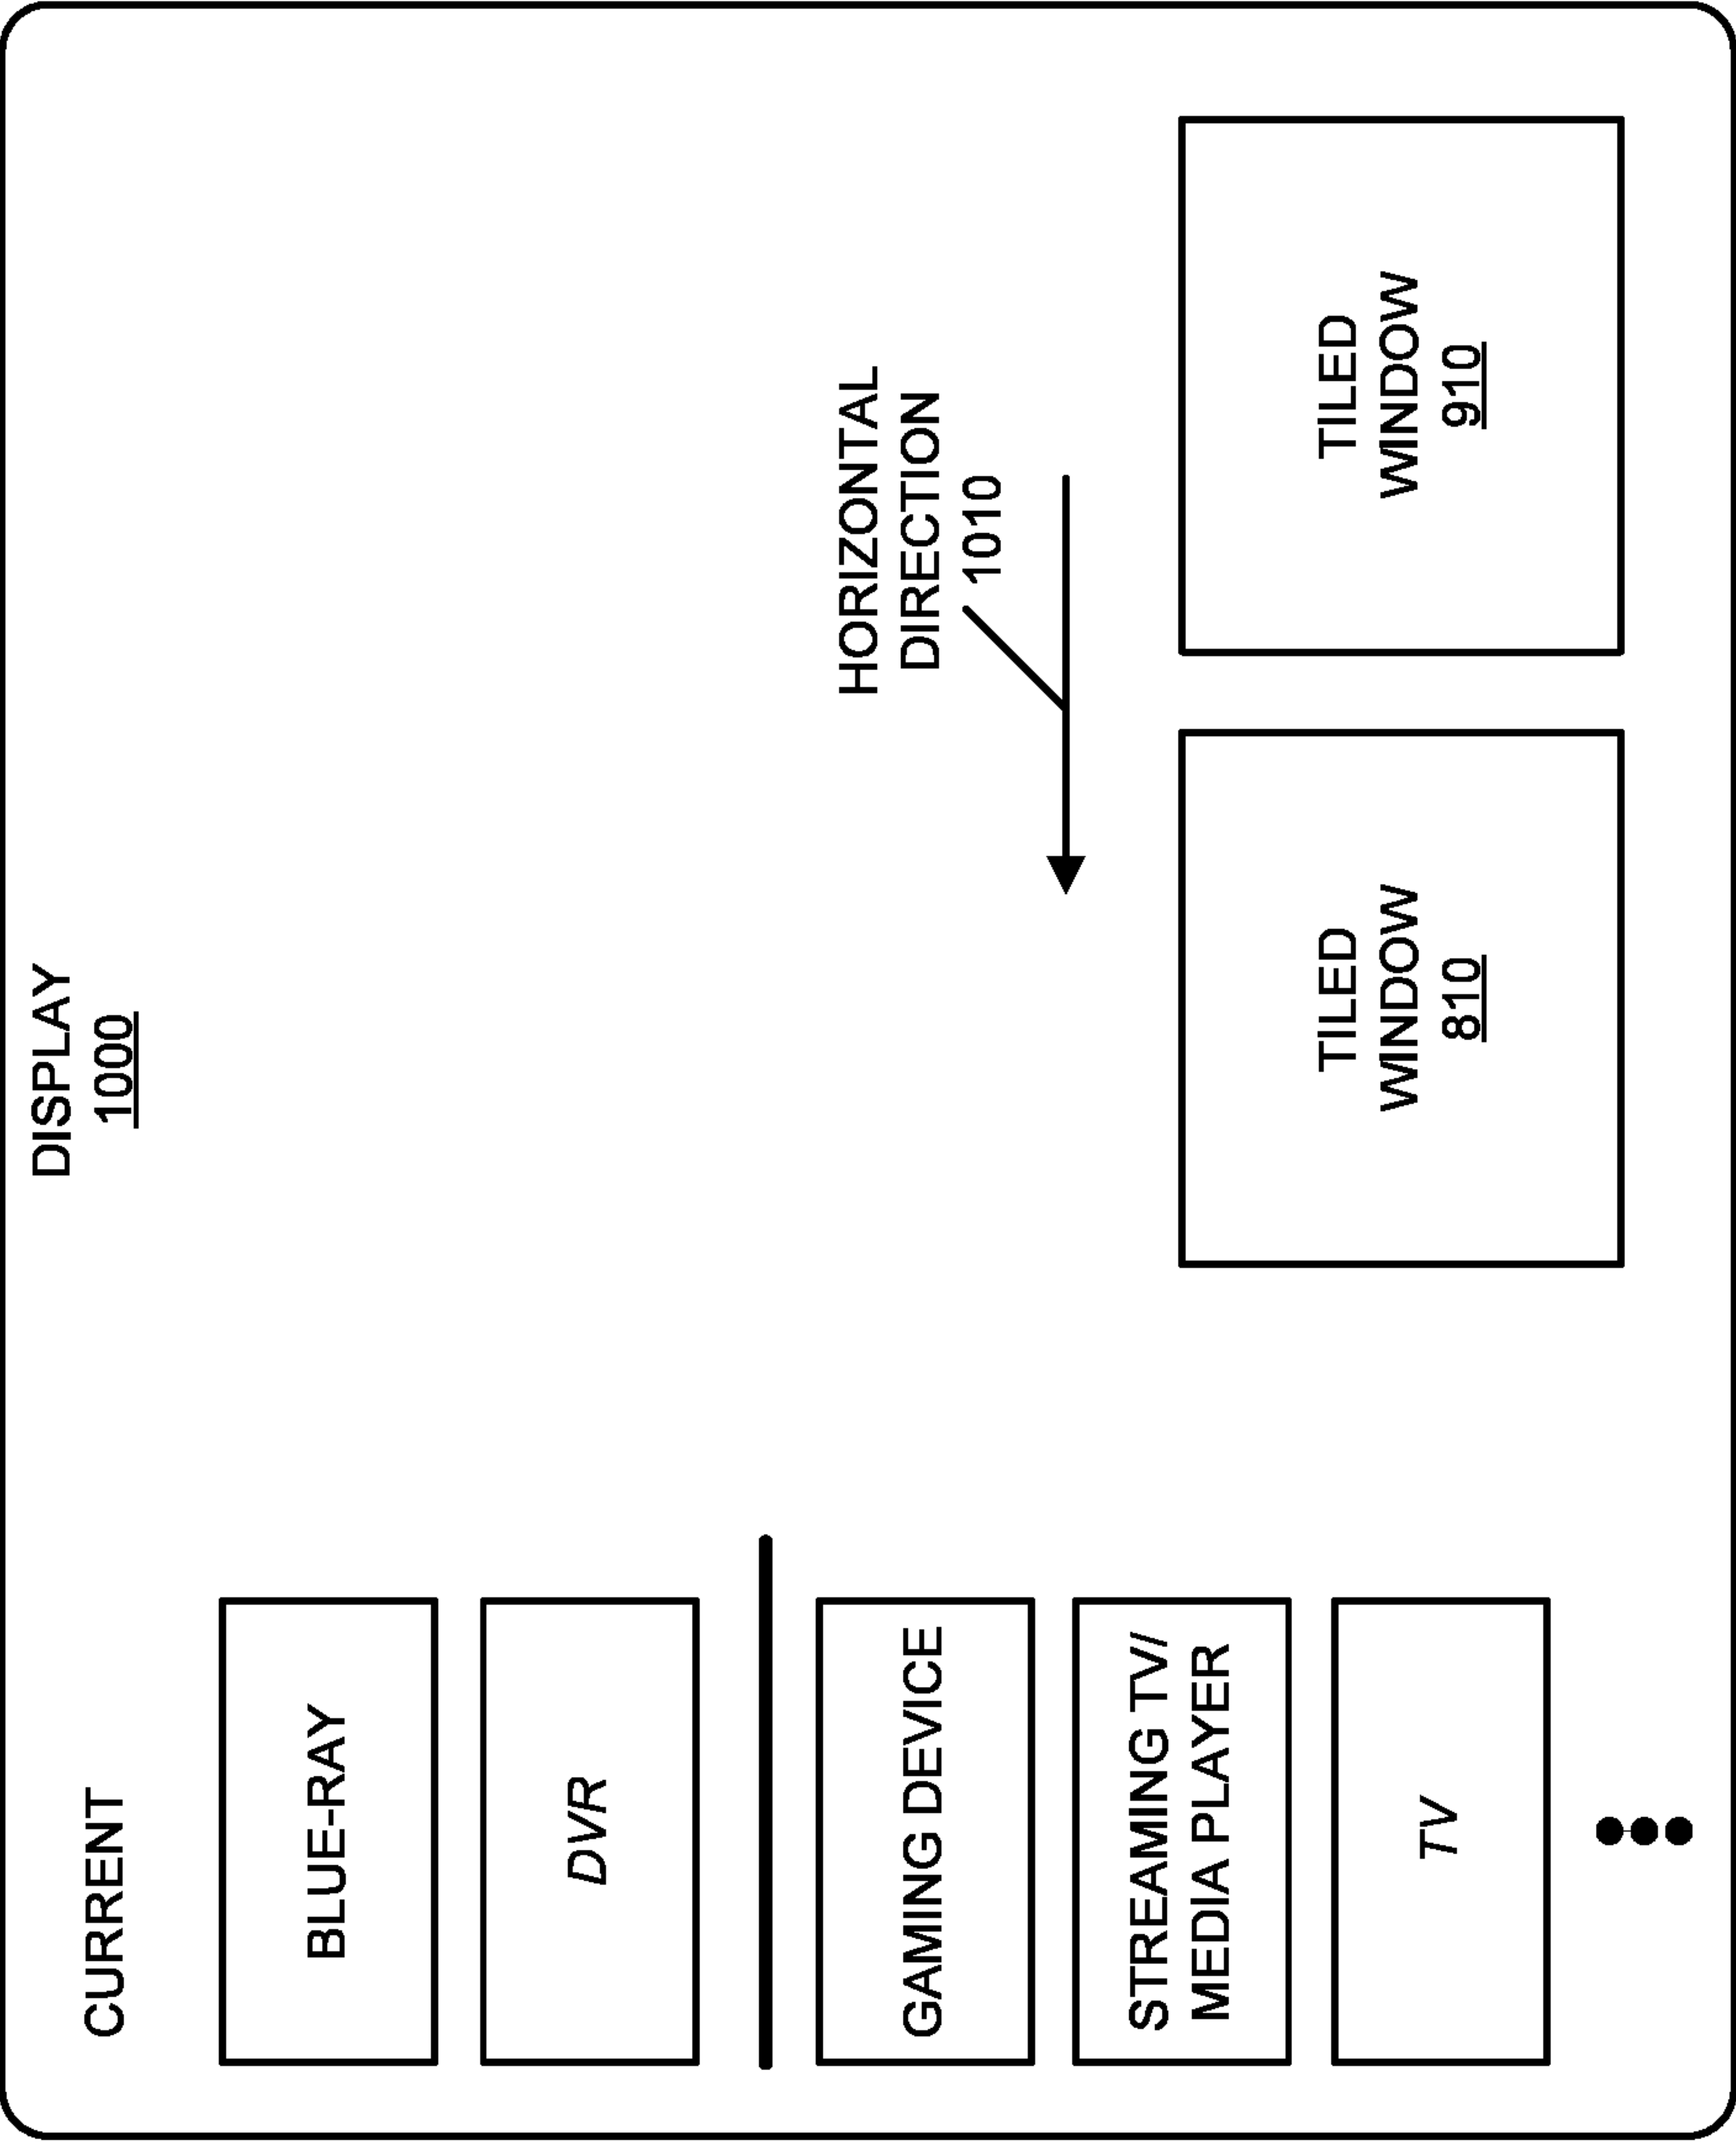 DISPLAY
1000
CURRENT
BLUE-RAY
DVR
GAMING DEVICE
STREAMING TV/
MEDIA PLAYER
TV
HORIZONTAL
DIRECTION
1010
TILED
WINDOW
810
TILED
WINDOW
910